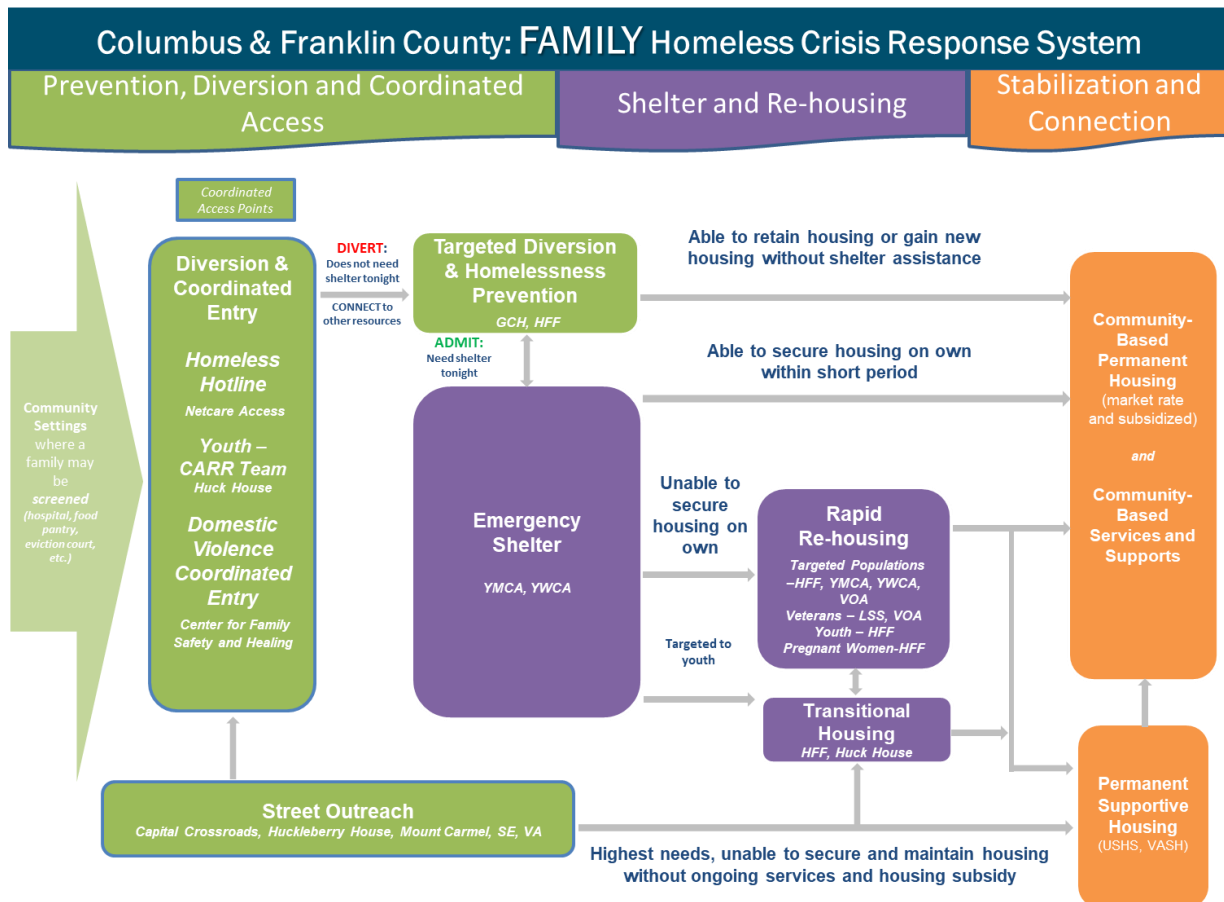 Columbus & Franklin County: FAMILY Homeless Crisis Response System
Prevention, Diversion and Coordinated
Access
Shelter and Re-housing
Stabilization and
Connection
Coordinated
Access Points
Community
Settings
where a
family may
be
screened
(hospital, food
pantry,
eviction court,
etc.)
Diversion &
Coordinated
Entry
Homeless
Hotline
Netcare Access
Youth –
CARR Team
Huck House
Domestic
Violence
Coordinated
Entry
Center for Family
Safety and Healing
DIVERT:
Does not need
shelter tonight
CONNECT to
other resources
Targeted Diversion
& Homelessness
Prevention
GCH, HFF
ADMIT:
Need shelter
tonight
Emergency
Shelter
YMCA, YWCA
Able to retain housing or gain new
housing without shelter assistance
Able to secure housing on own
within short period
Unable to
secure
housing on
own
Targeted to
youth
Rapid
Re-housing
Targeted Populations
–HFF, YMCA, YWCA,
VOA
Veterans – LSS, VOA
Youth – HFF
Pregnant Women-HFF
Transitional
Housing
HFF, Huck House
Community-
Based
Permanent
Housing
(market rate
and subsidized)
and
Community-
Based
Services and
Supports
Street Outreach
Capital Crossroads, Huckleberry House, Mount Carmel, SE, VA
Highest needs, unable to secure and maintain housing
without ongoing services and housing subsidy
Permanent
Supportive
Housing
(USHS, VASH)